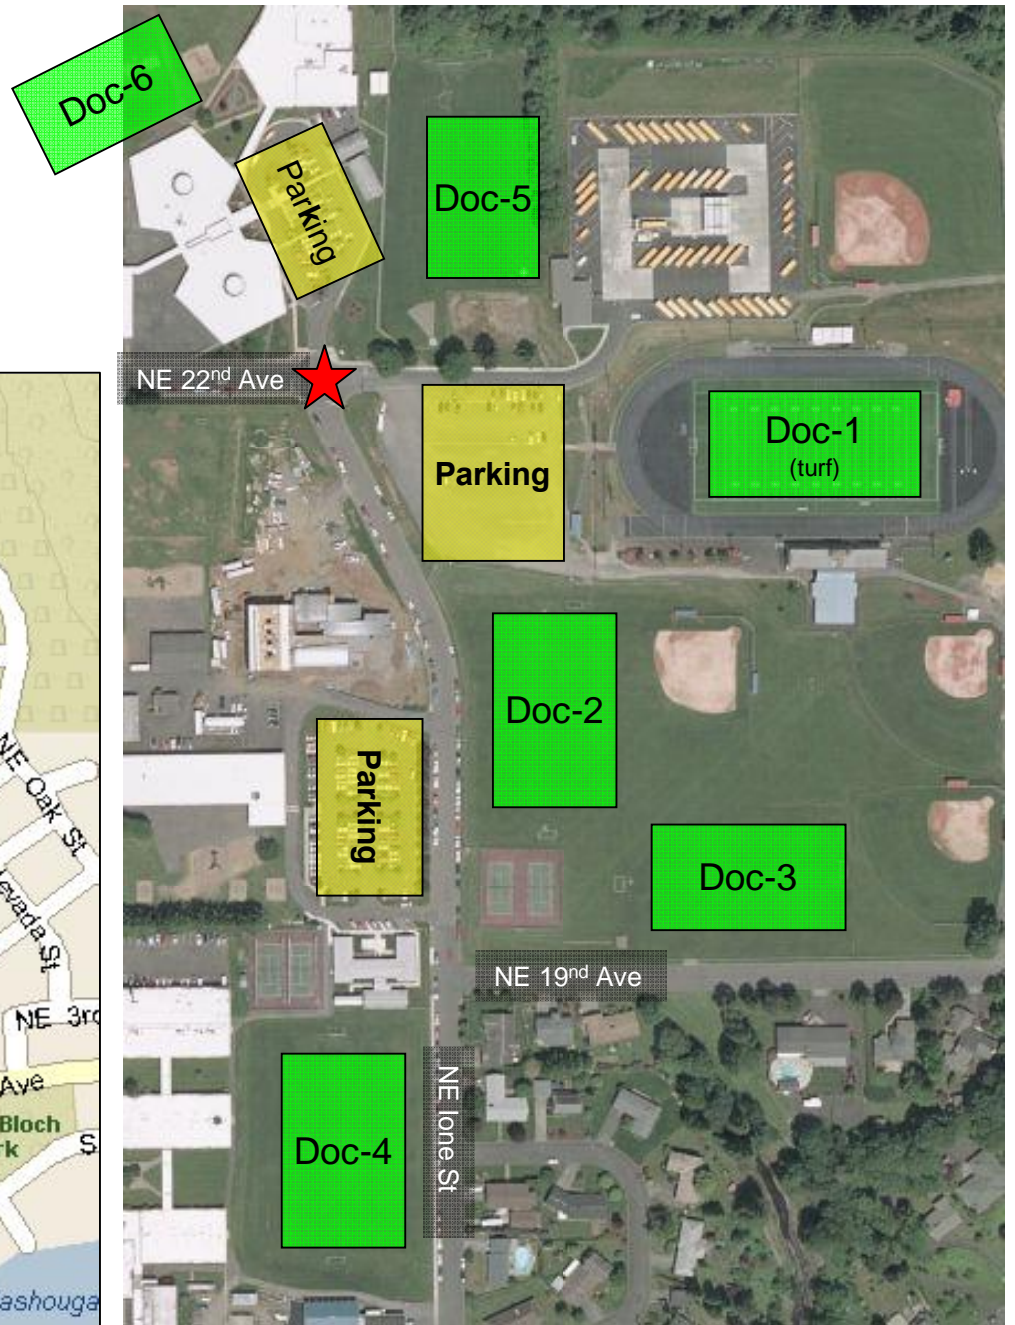 Doc-6
Parking
Doc-5
NE 22nd Ave
Doc-1
(turf)
Parking
Doc-2
Parking
Doc-3
NE 19nd Ave
NE Ione St
Doc-4
NE Oak St
evada St
NE 3rd
Ave
Bloch
rk
S
ashouga